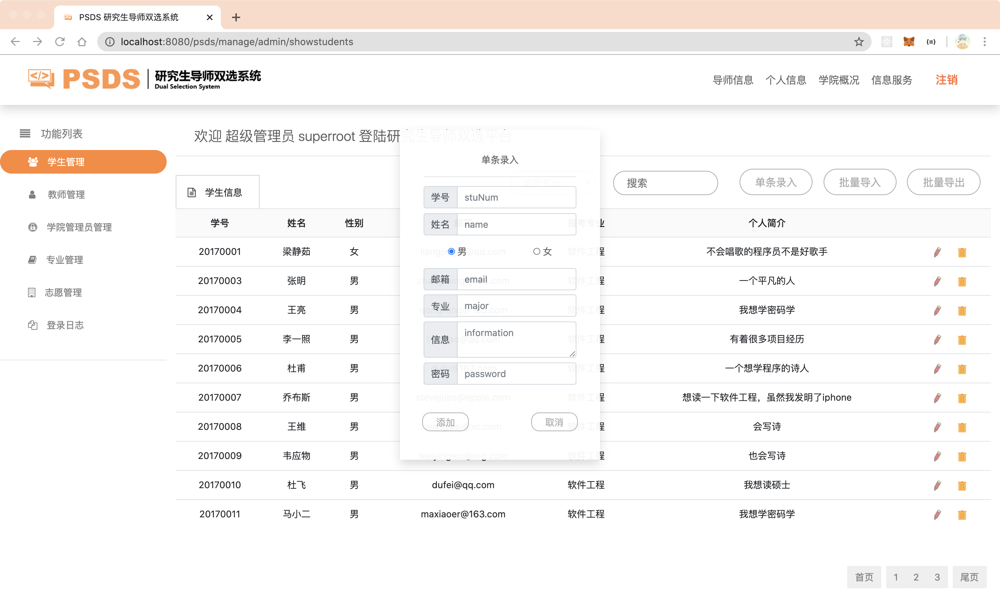 PSDS 研究生导师双选系统
localhost:8080/psds/manage/admin/showstudents
PSDS 研究生导师双选系统
Dual Selection System
导师信息 个人信息 学院概况 信息服务 注销
功能列表
学生管理
教师管理
学院管理员管理
专业管理
志愿管理
登录日志
欢迎 超级管理员 superroot 登陆研究生导师双选平台
学生信息
选择专业
搜索
单条录入 批量导入 批量导出
学号 姓名 性别 邮箱 报考专业 个人简介
20170001 梁静茹 女 软件工程 不会唱歌的程序员不是好歌手
20170003 张明 男 软件工程 一个平凡的人
20170004 王亮 男 wangliang@163.com 软件工程 我想学密码学
20170005 李一照 男 软件工程 有着很多项目经历
20170006 杜甫 男 dufu@163.com 软件工程 一个想学程序的诗人
20170007 乔布斯 男 stevejobs@apple.com 软件工程 想读一下软件工程，虽然我发明了iphone
20170008 王维 男 wangwei@xc.com 软件工程 会写诗
20170009 韦应物 男 weiyingwu@org.com 软件工程 也会写诗
20170010 杜飞 男 dufei@qq.com 软件工程 我想读硕士
20170011 马小二 男 maxiaoer@163.com 软件工程 我想学密码学
单条录入
学号 stuNum
姓名 name
男 女
邮箱 email
专业 major
信息 information
密码 password
添加 取消
首页 1 2 3 尾页